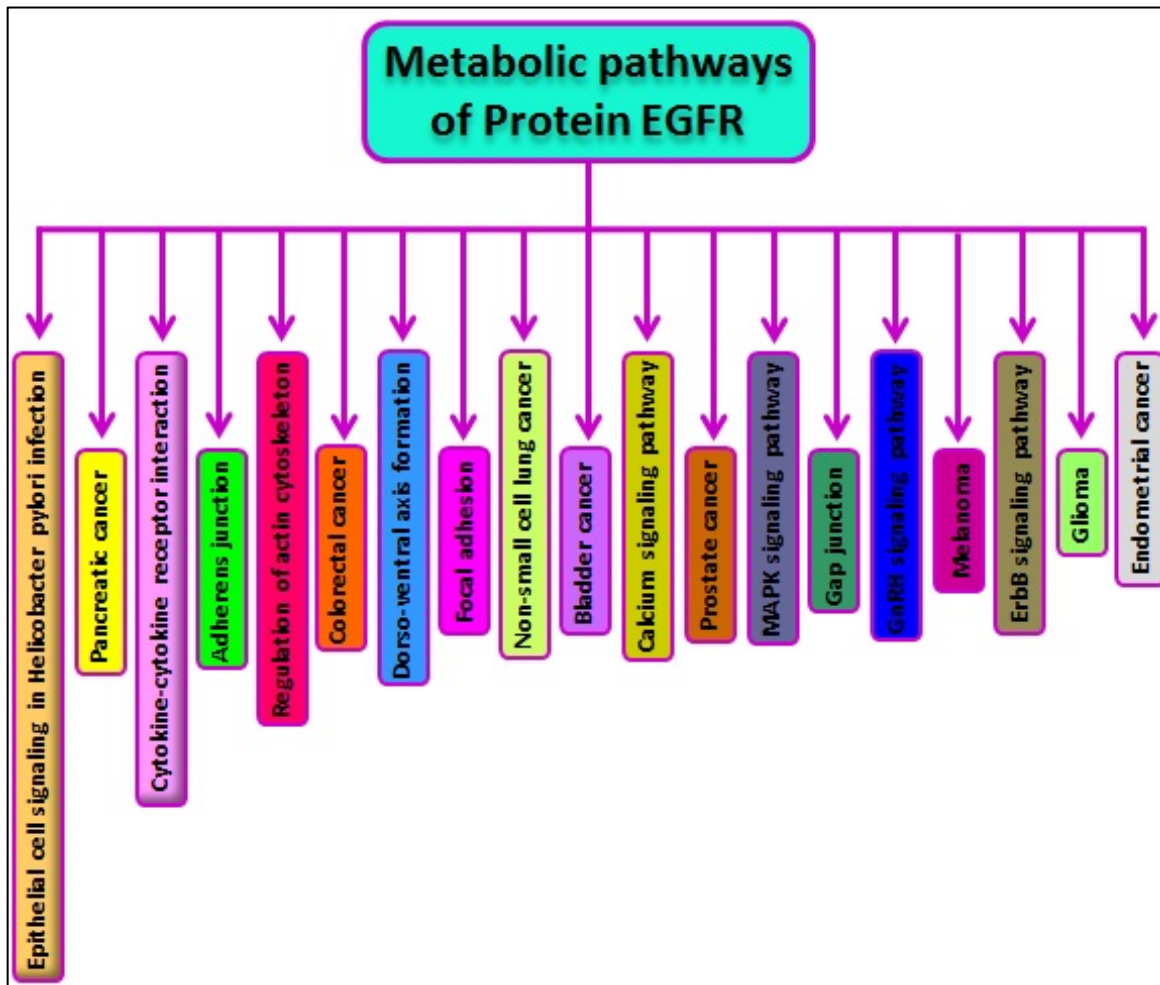 Metabolic pathways
of Protein EGFR
Epithelial cell signaling in Helicobacter pylori infection
Pancreatic cancer
Cytokine-cytokine receptor interaction
Adherens junction
Regulation of actin cytoskeleton
Colorectal cancer
Dorso-ventral axis formation
Focal adhesion
Non-small cell lung cancer
Bladder cancer
Calcium signaling pathway
Prostate cancer
MAPK signaling pathway
Gap junction
GnRH signaling pathway
Melanoma
ErbB signaling pathway
Glioma
Endometrial cancer